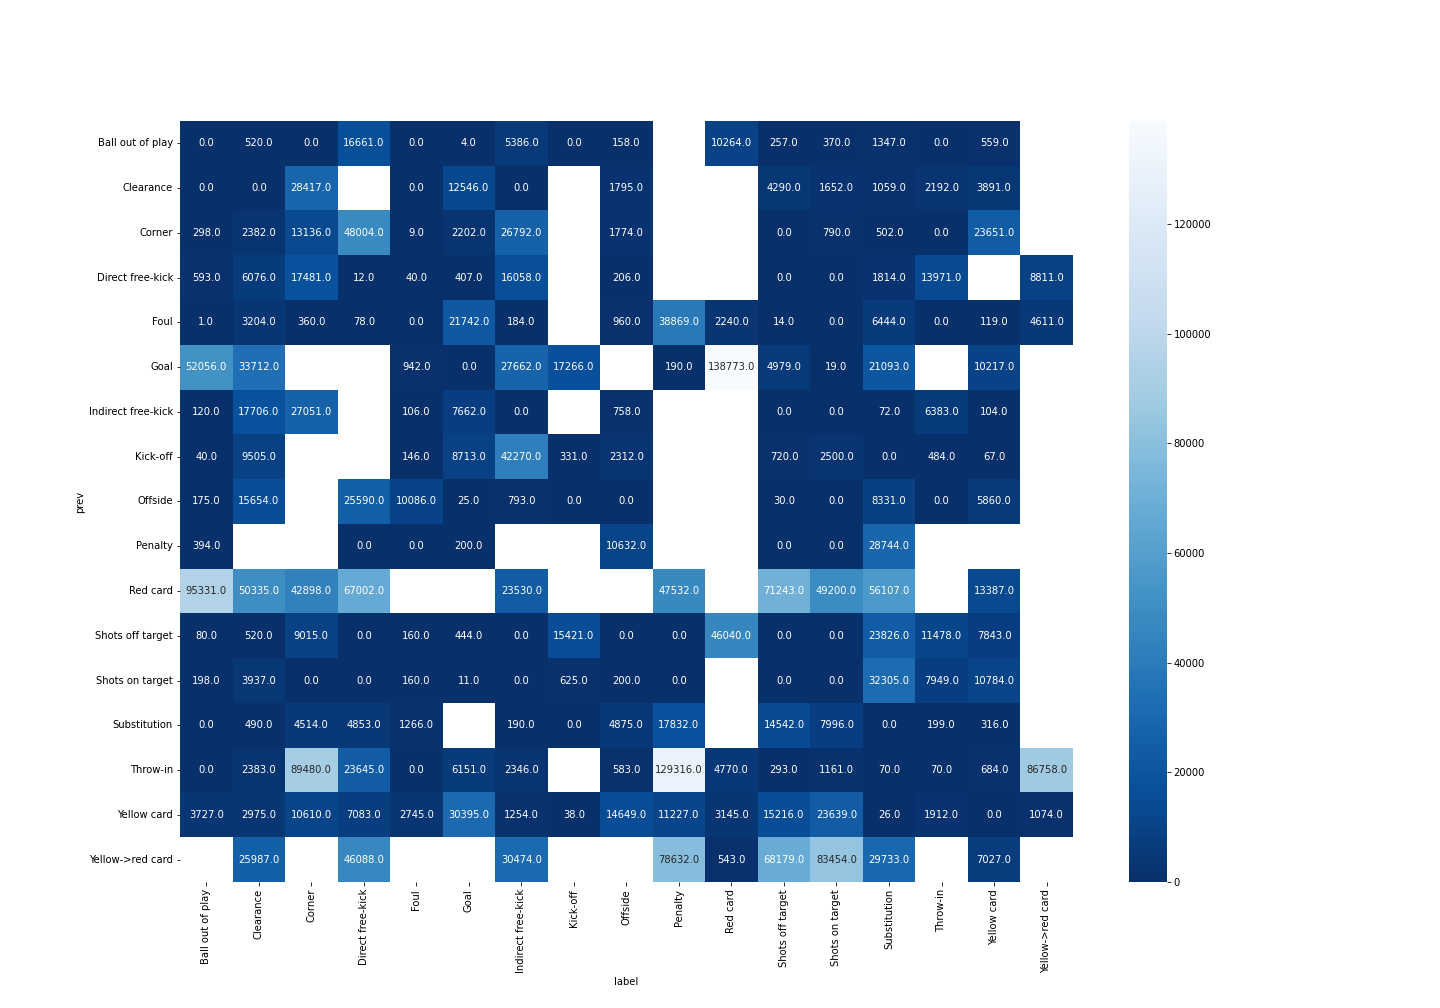 Ball out of play 0.0 520.0 0.0 16661.0 0.0 4.0 5386.0 0.0 158.0 10264.0 257.0 370.0 1347.0 0.0 559.0
Clearance 0.0 0.0 28417.0 0.0 12546.0 0.0 1795.0 4290.0 1652.0 1059.0 2192.0 3891.0
Corner 298.0 2382.0 13136.0 48004.0 9.0 2202.0 26792.0 1774.0 0.0 790.0 502.0 0.0 23651.0
Direct free-kick 593.0 6076.0 17481.0 12.0 40.0 407.0 16058.0 206.0 0.0 0.0 1814.0 13971.0 8811.0
Foul 1.0 3204.0 360.0 78.0 0.0 21742.0 184.0 960.0 38869.0 2240.0 14.0 0.0 6444.0 0.0 119.0 4611.0
Goal 52056.0 33712.0 942.0 0.0 27662.0 17266.0 190.0 138773.0 4979.0 19.0 21093.0 10217.0
Indirect free-kick 120.0 17706.0 27051.0 106.0 7662.0 0.0 758.0 0.0 0.0 72.0 6383.0 104.0
Kick-off 40.0 9505.0 146.0 8713.0 42270.0 331.0 2312.0 720.0 2500.0 0.0 484.0 67.0
Offside 175.0 15654.0 25590.0 10086.0 25.0 793.0 0.0 0.0 30.0 0.0 8331.0 0.0 5860.0
Penalty 394.0 0.0 0.0 200.0 10632.0 0.0 0.0 28744.0
Red card 95331.0 50335.0 42898.0 67002.0 23530.0 47532.0 71243.0 49200.0 56107.0 13387.0
Shots off target 80.0 520.0 9015.0 0.0 160.0 444.0 0.0 15421.0 0.0 0.0 46040.0 0.0 0.0 23826.0 11478.0 7843.0
Shots on target 198.0 3937.0 0.0 0.0 160.0 11.0 0.0 625.0 200.0 0.0 0.0 0.0 32305.0 7949.0 10784.0
Substitution 0.0 490.0 4514.0 4853.0 1266.0 190.0 0.0 4875.0 17832.0 14542.0 7996.0 0.0 199.0 316.0
Throw-in 0.0 2383.0 89480.0 23645.0 0.0 6151.0 2346.0 583.0 129316.0 4770.0 293.0 1161.0 70.0 70.0 684.0 86758.0
Yellow card 3727.0 2975.0 10610.0 7083.0 2745.0 30395.0 1254.0 38.0 14649.0 11227.0 3145.0 15216.0 23639.0 26.0 1912.0 0.0 1074.0
Yellow->red card 25987.0 46088.0 30474.0 78632.0 543.0 68179.0 83454.0 29733.0 7027.0
prev
Ball out of play
Clearance
Corner
Direct free-kick
Foul
Goal
Indirect free-kick
Kick-off
Offside
Penalty
Red card
Shots off target
Shots on target
Substitution
Throw-in
Yellow card
Yellow->red card
label
120000
100000
80000
60000
40000
20000
0